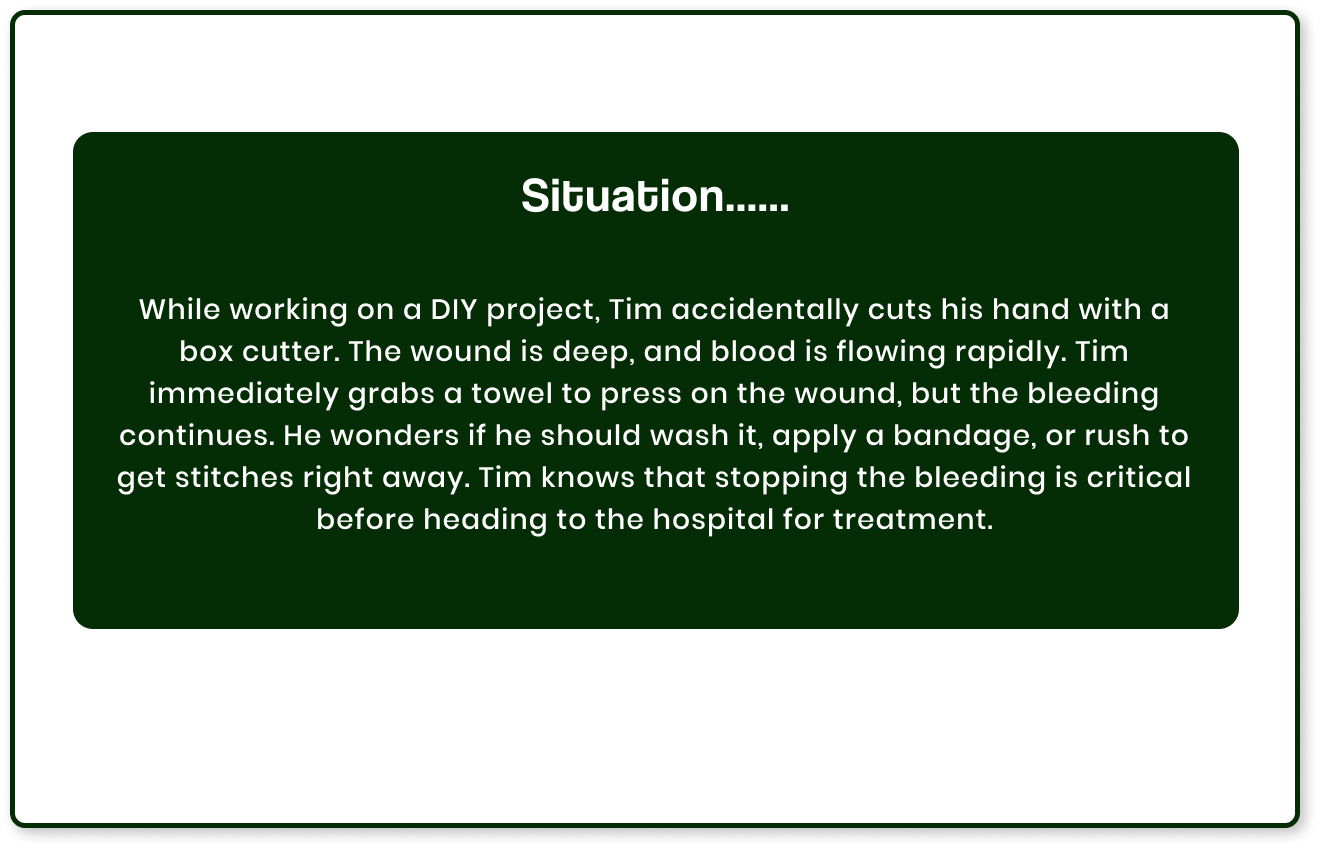 Situation......
While working on a DIY project, Tim accidentally cuts his hand with a
box cutter. The wound is deep, and blood is flowing rapidly. Tim
immediately grabs a towel to press on the wound, but the bleeding
continues. He wonders if he should wash it, apply a bandage, or rush to
get stitches right away. Tim knows that stopping the bleeding is critical
before heading to the hospital for treatment.